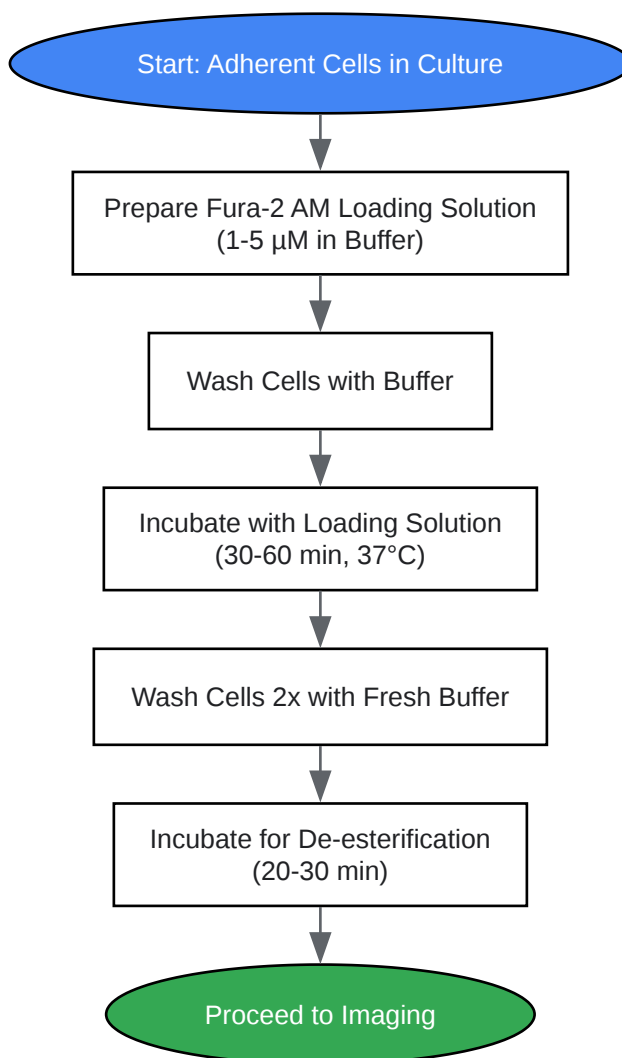 Start: Adherent Cells in Culture
Prepare Fura-2 AM Loading Solution
(1-5 µM in Buffer)
Wash Cells with Buffer
Incubate with Loading Solution
(30-60 min, 37°C)
Wash Cells 2x with Fresh Buffer
Incubate for De-esterification
(20-30 min)
Proceed to Imaging